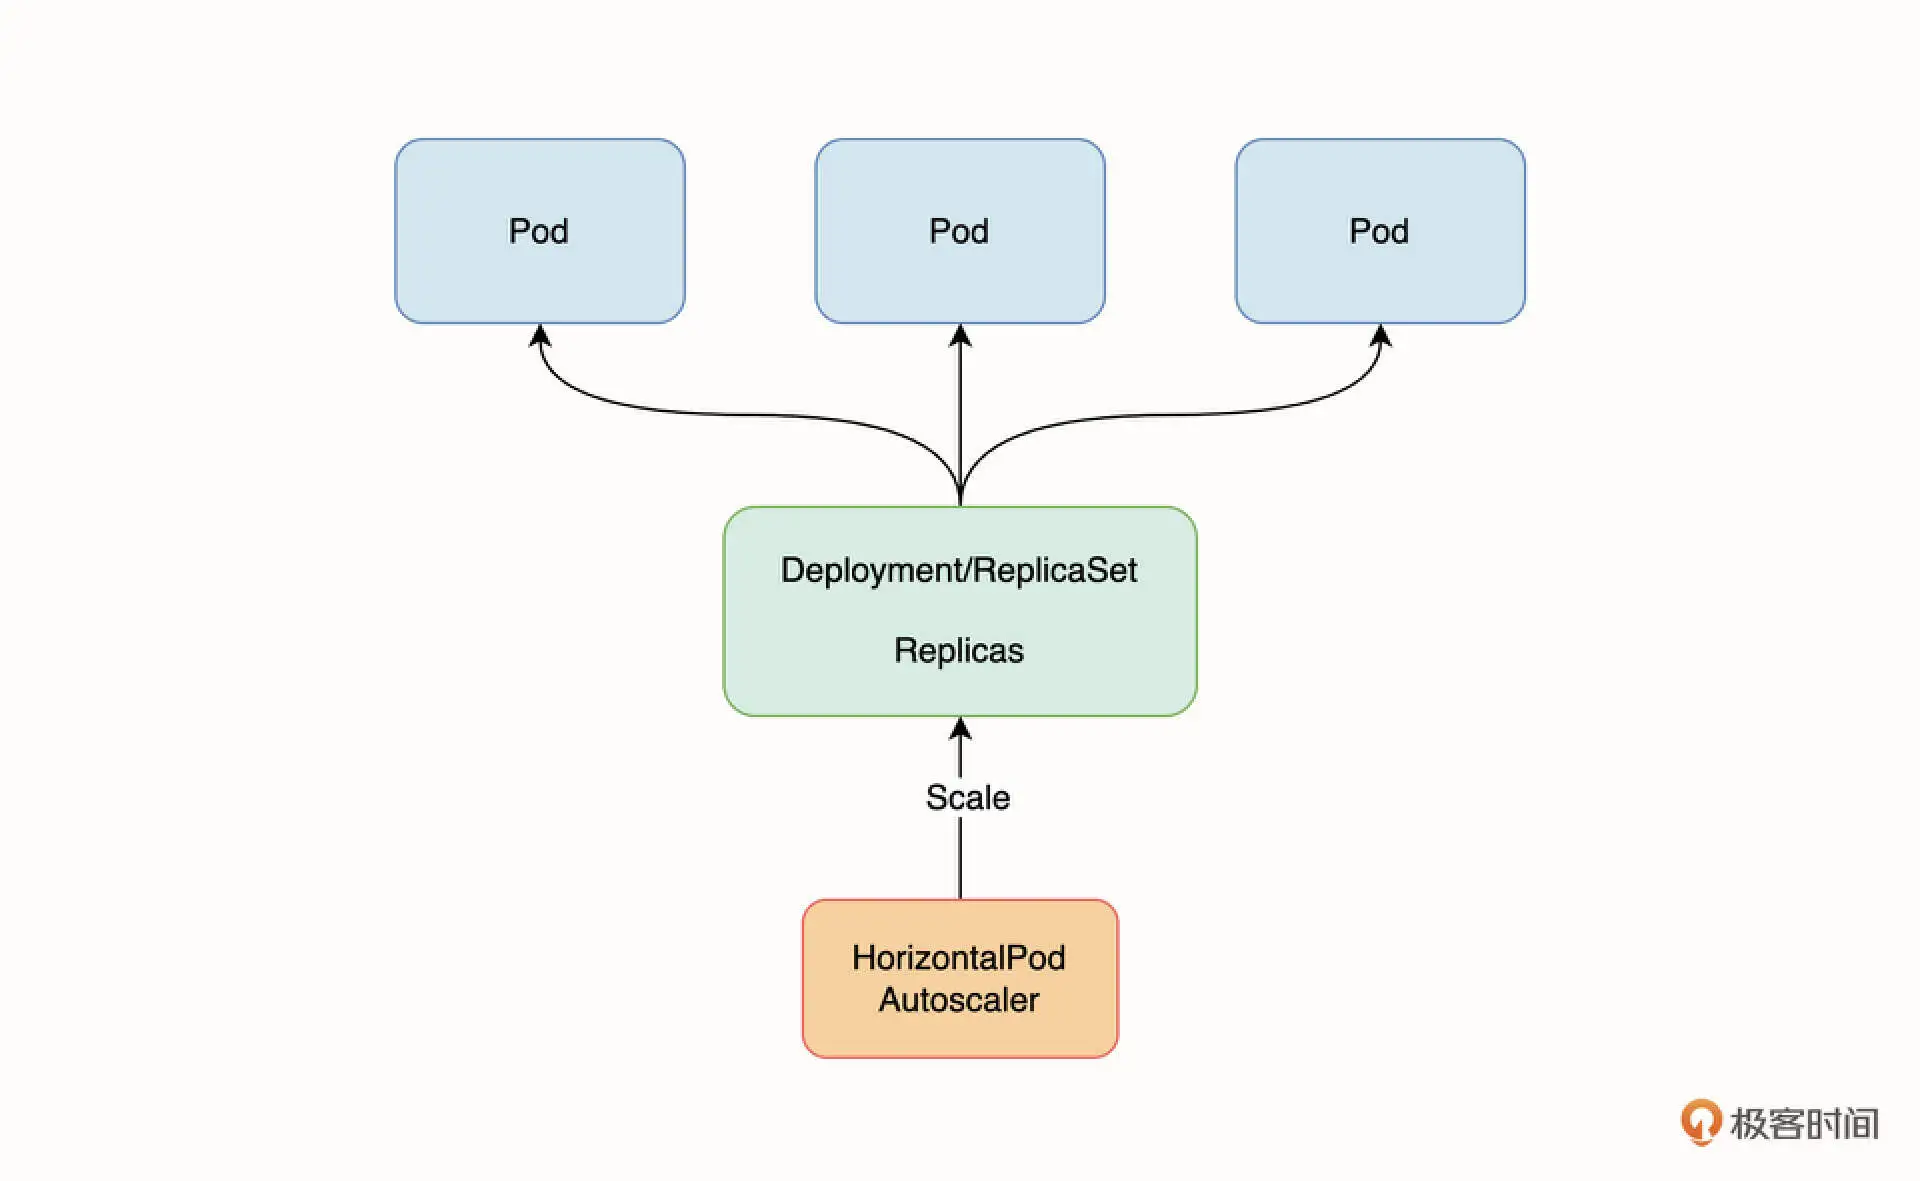 Pod
Pod
Pod
Deployment/ReplicaSet
Replicas
Scale
HorizontalPod
Autoscaler
极客时间